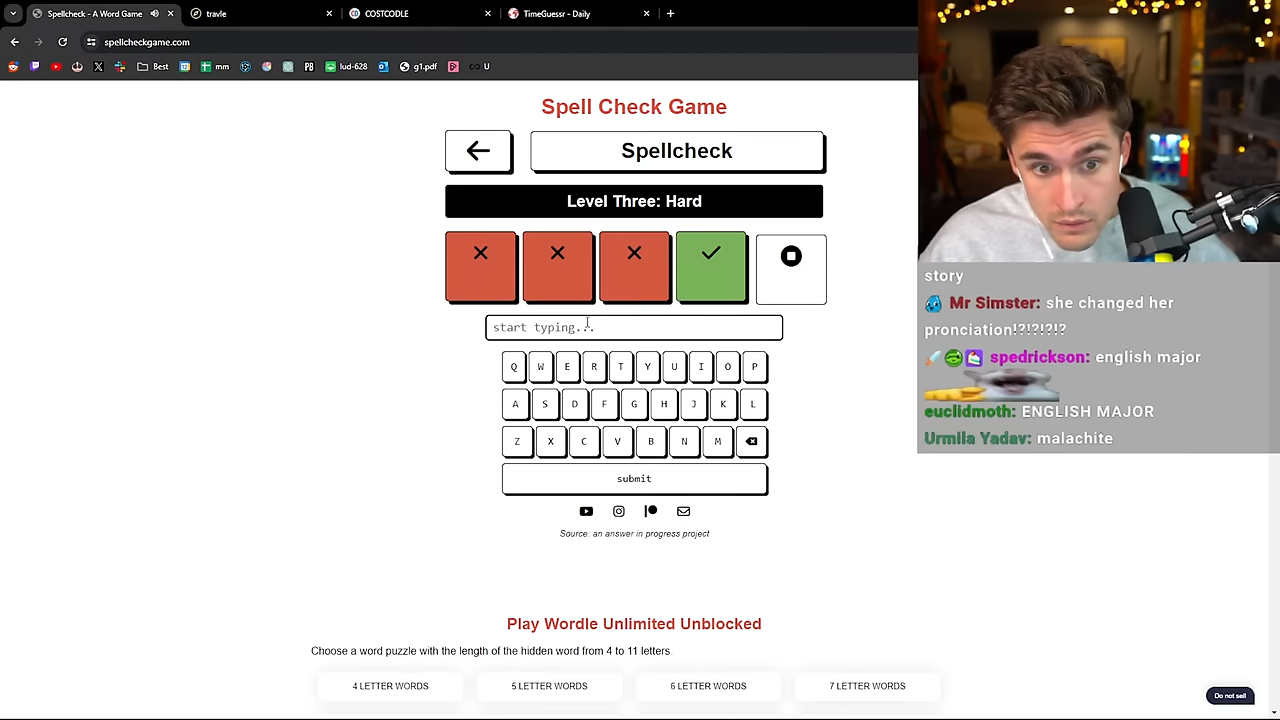 Spellcheck - A Word Game
travle
COSTCODLE
TimeGuessr - Daily
spellcheckgame.com
Best
mm
lud-628
g1.pdf
U
Spell Check Game
Spellcheck
Level Three: Hard
start typing...
Q W E R T Y U I O P
A S D F G H J K L
Z X C V B N M
submit
Source: an answer in progress project
Play Wordle Unlimited Unblocked
Choose a word puzzle with the length of the hidden word from 4 to 11 letters.
4 LETTER WORDS
5 LETTER WORDS
6 LETTER WORDS
7 LETTER WORDS
Do not sell
story
Mr Simster: she changed her
pronciation!?!?!?!?
spedrickson: english major
euclidmoth: ENGLISH MAJOR
Urmila Yadav: malachite